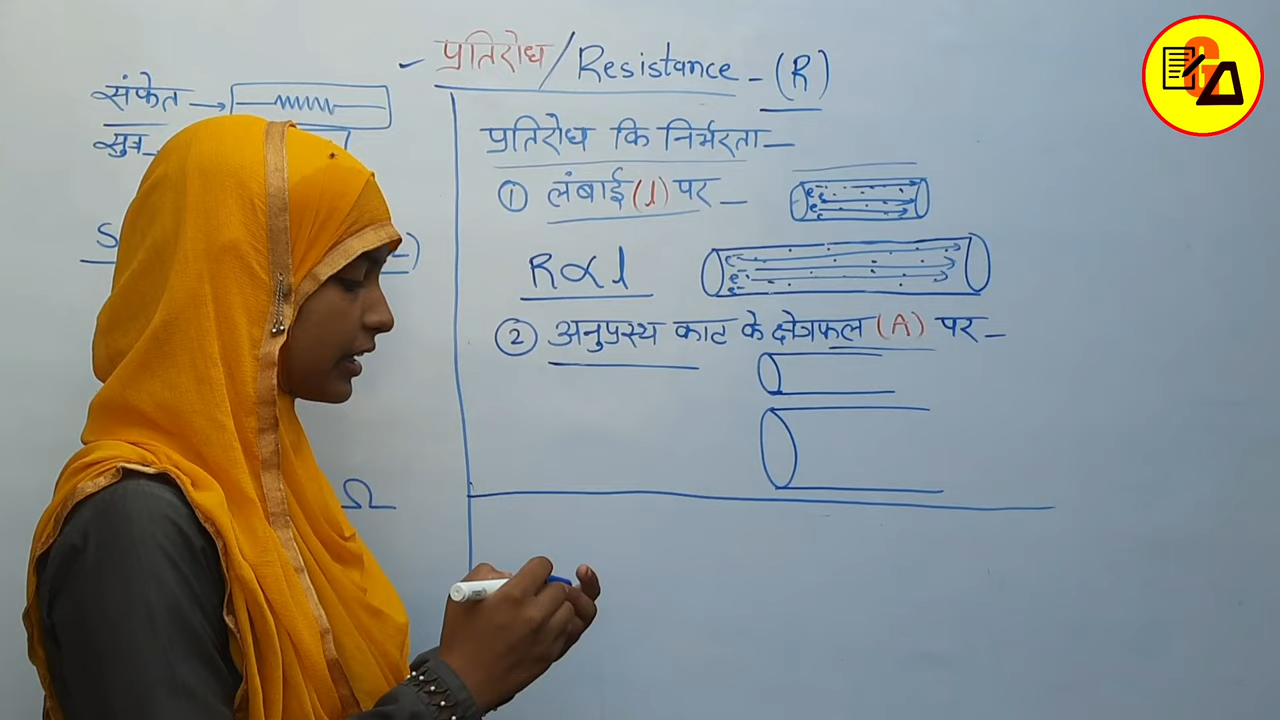 प्रतिरोध/Resistance - (R)
संकेत →
सुत्र
S
Ω
प्रतिरोध कि निर्भरता -
① लंबाई (l) पर -
R ∝ l
② अनुप्रस्थ काट के क्षेत्रफल (A) पर -